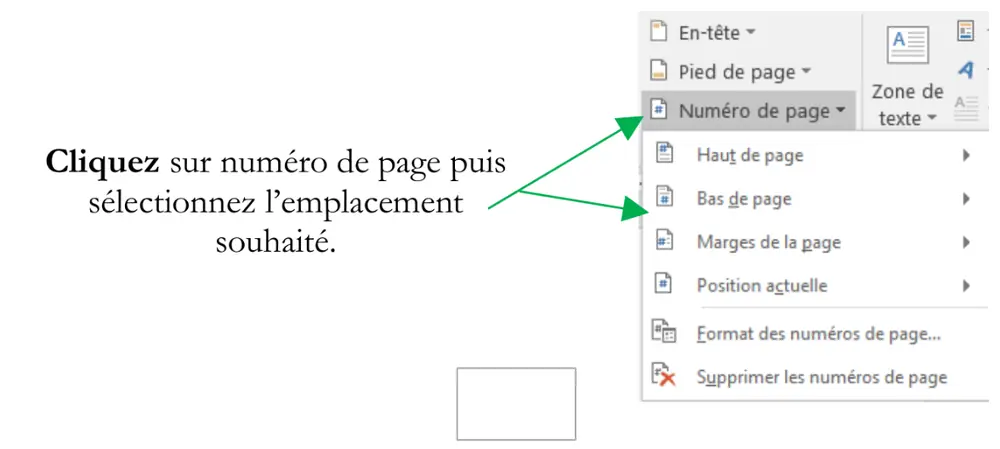 En-tête
Pied de page
Numéro de page
Zone de
texte
Cliquez sur numéro de page puis
sélectionnez l’emplacement
souhaité.
Haut de page
Bas de page
Marges de la page
Position actuelle
Format des numéros de page...
Supprimer les numéros de page